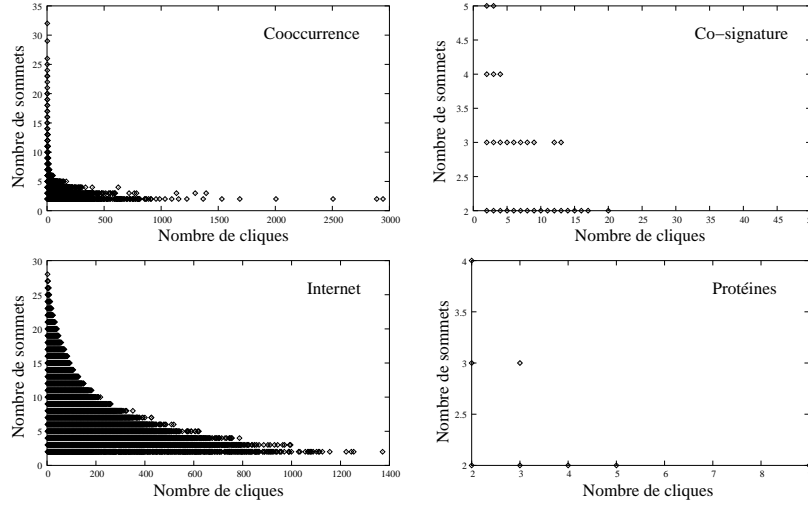 35
30
25
20
15
10
5
0
Nombre de sommets
Cooccurrence
0 500 1000 1500 2000 2500 3000
Nombre de cliques
5
4.5
4
3.5
3
2.5
2
Nombre de sommets
Co−signature
0 5 10 15 20 25 30 35 40 45
Nombre de cliques
30
25
20
15
10
5
0
Nombre de sommets
Internet
0 200 400 600 800 1000 1200 1400
Nombre de cliques
4
3.5
3
2.5
2
Nombre de sommets
Protéines
2 3 4 5 6 7 8
Nombre de cliques